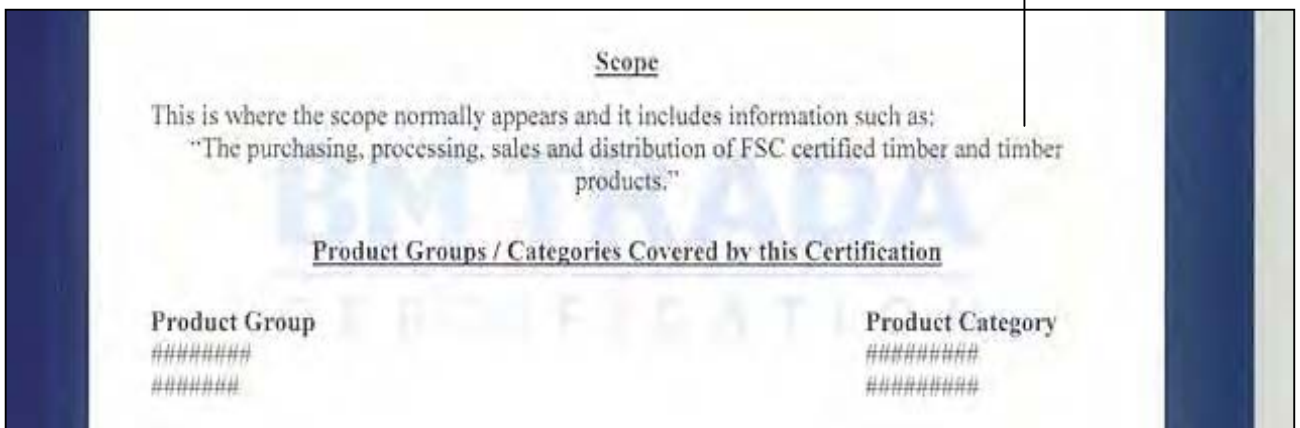 Scope
This is where the scope normally appears and it includes information such as:
"The purchasing, processing, sales and distribution of FSC certified timber and timber
products."
BM TRADA
Product Groups / Categories Covered by this Certification
CERTIFICATION
Product Group Product Category
######## #########
####### #########